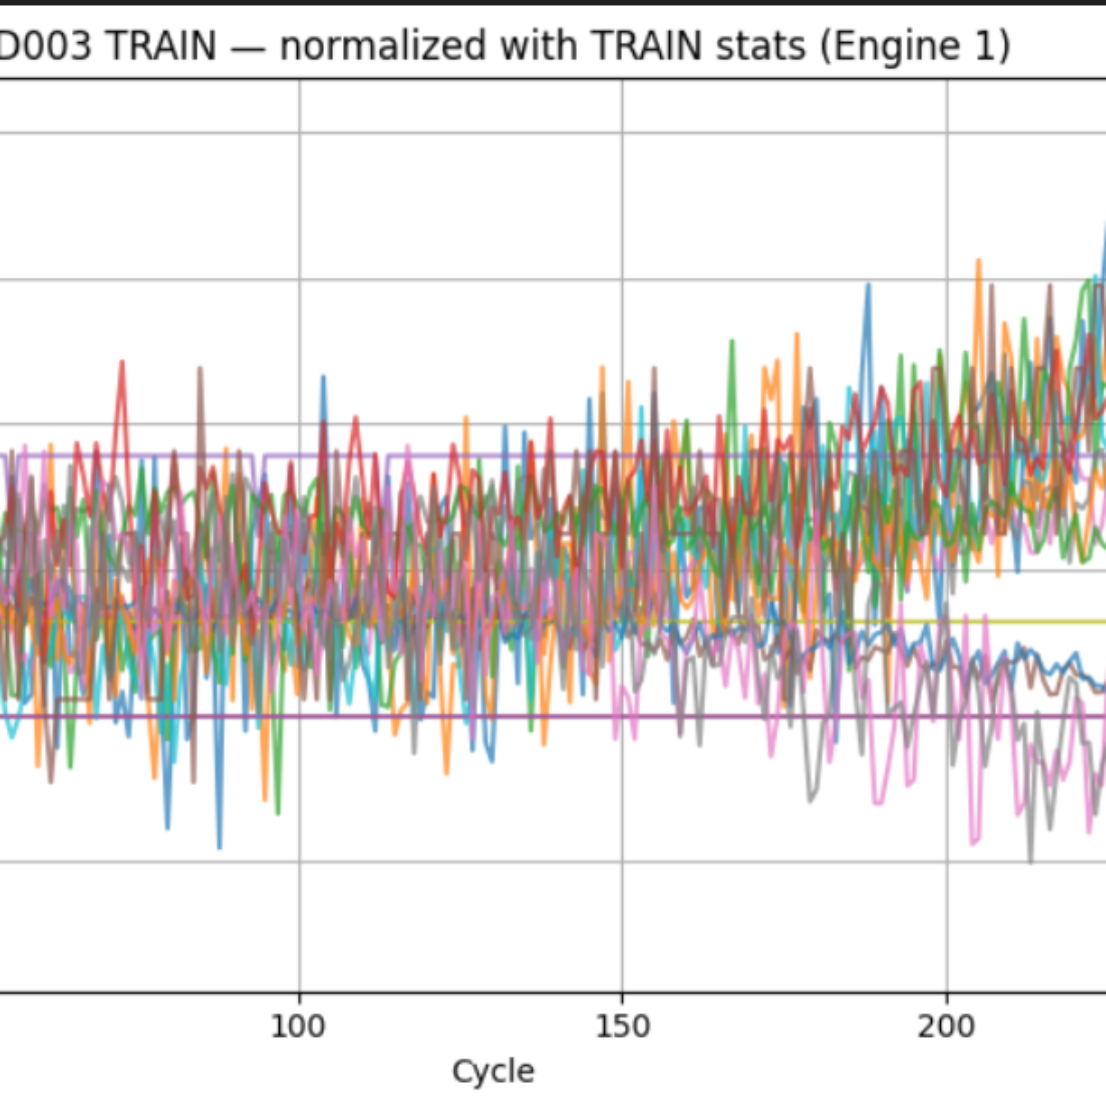 D003 TRAIN — normalized with TRAIN stats (Engine 1)
100 150 200
Cycle